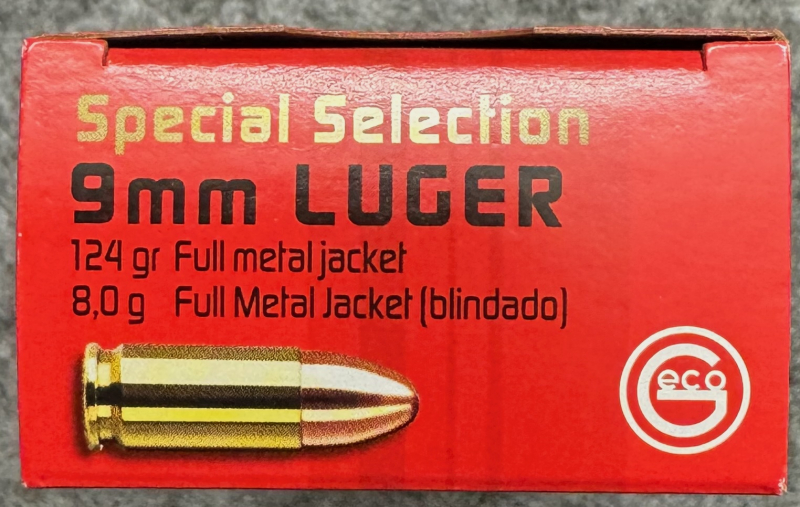 Special Selection
9mm LUGER
124 gr Full metal jacket
8,0 g Full Metal Jacket (blindado)
Geco